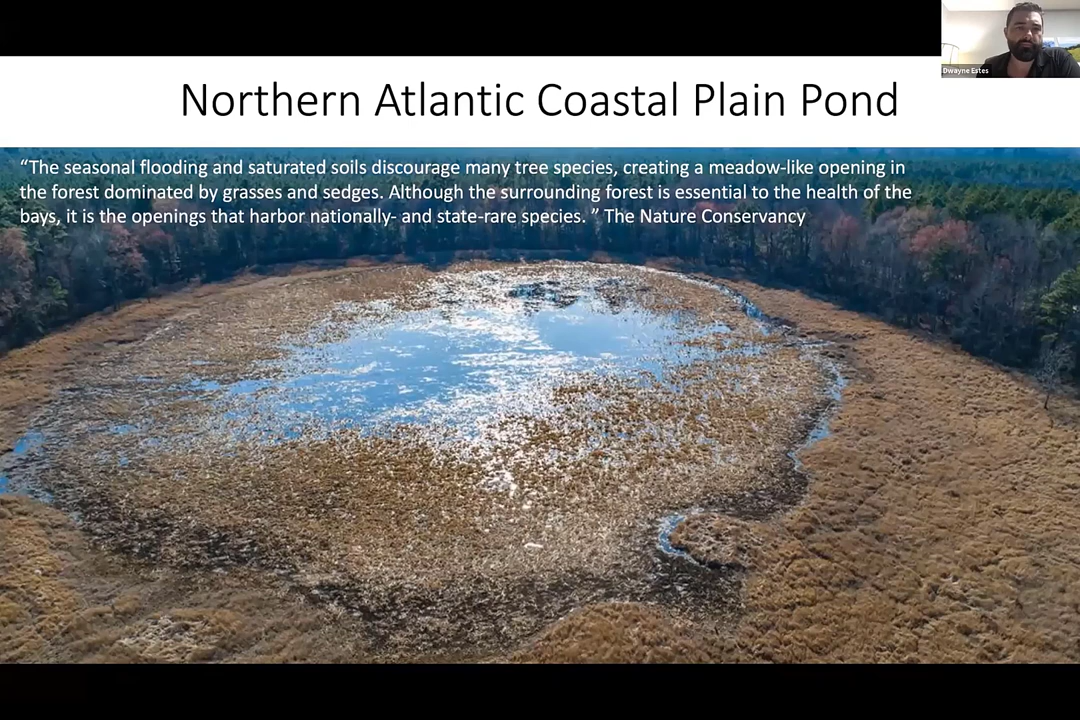 Dwayne Estes
Northern Atlantic Coastal Plain Pond
“The seasonal flooding and saturated soils discourage many tree species, creating a meadow-like opening in
the forest dominated by grasses and sedges. Although the surrounding forest is essential to the health of the
bays, it is the openings that harbor nationally- and state-rare species. ” The Nature Conservancy